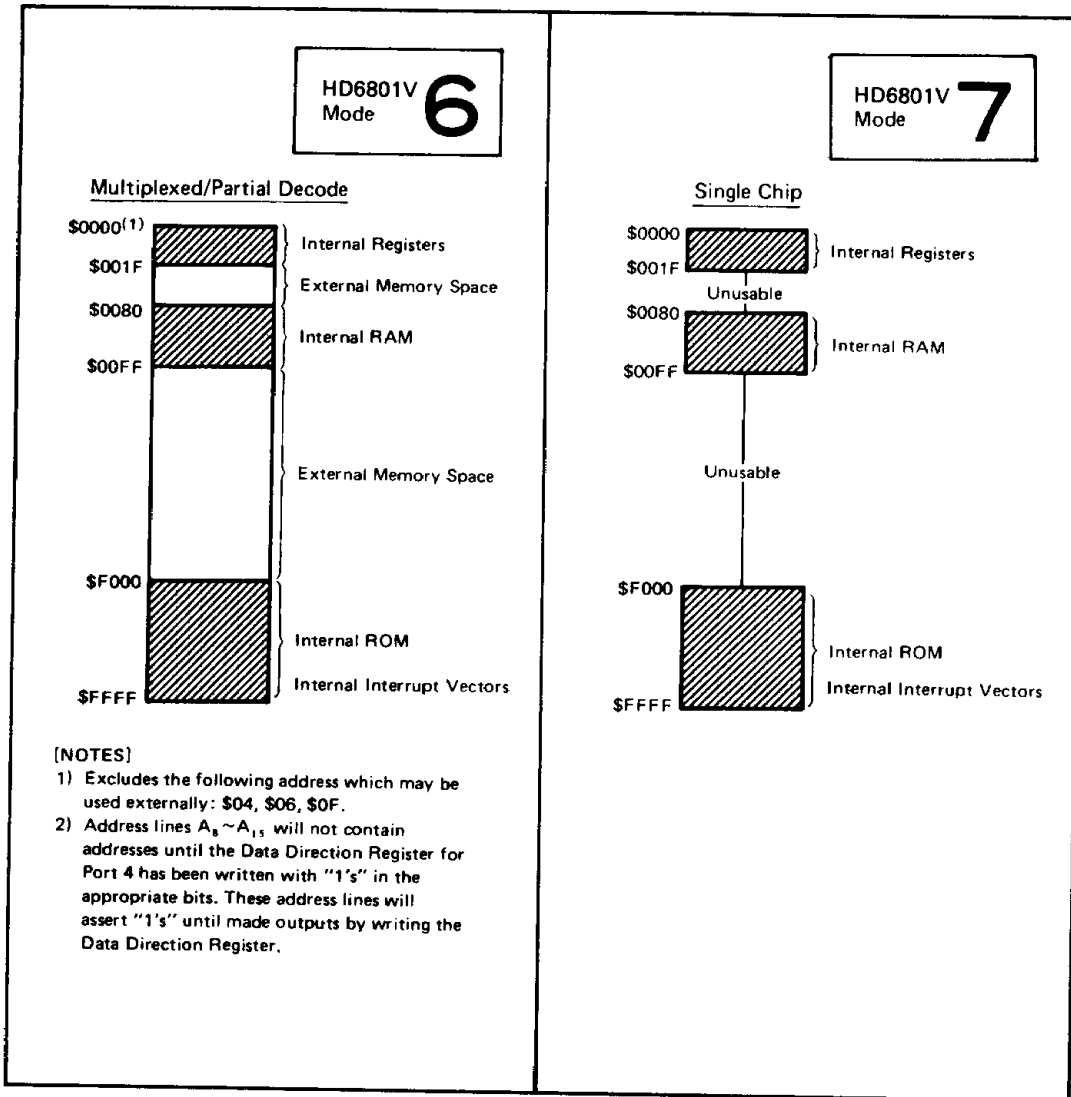 HD6801V
Mode 6
Multiplexed/Partial Decode
$0000(1)
Internal Registers
$001F
External Memory Space
$0080
Internal RAM
$00FF
External Memory Space
$F000
Internal ROM
Internal Interrupt Vectors
$FFFF
[NOTES]
1) Excludes the following address which may be
used externally: $04, $06, $0F.
2) Address lines A₈~A₁₅ will not contain
addresses until the Data Direction Register for
Port 4 has been written with "1's" in the
appropriate bits. These address lines will
assert "1's" until made outputs by writing the
Data Direction Register.
HD6801V
Mode 7
Single Chip
$0000
Internal Registers
$001F
Unusable
$0080
Internal RAM
$00FF
Unusable
$F000
Internal ROM
Internal Interrupt Vectors
$FFFF